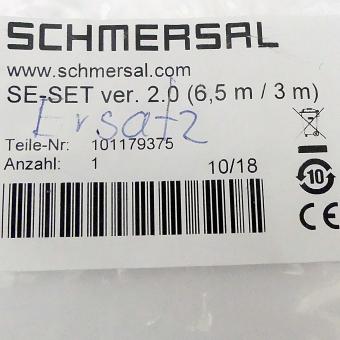 SCHMERSAL
www.schmersal.com
SE-SET ver. 2.0 (6,5 m / 3 m)
Ersatz
Teile-Nr: 101179375
Anzahl: 1 10/18
10
CE